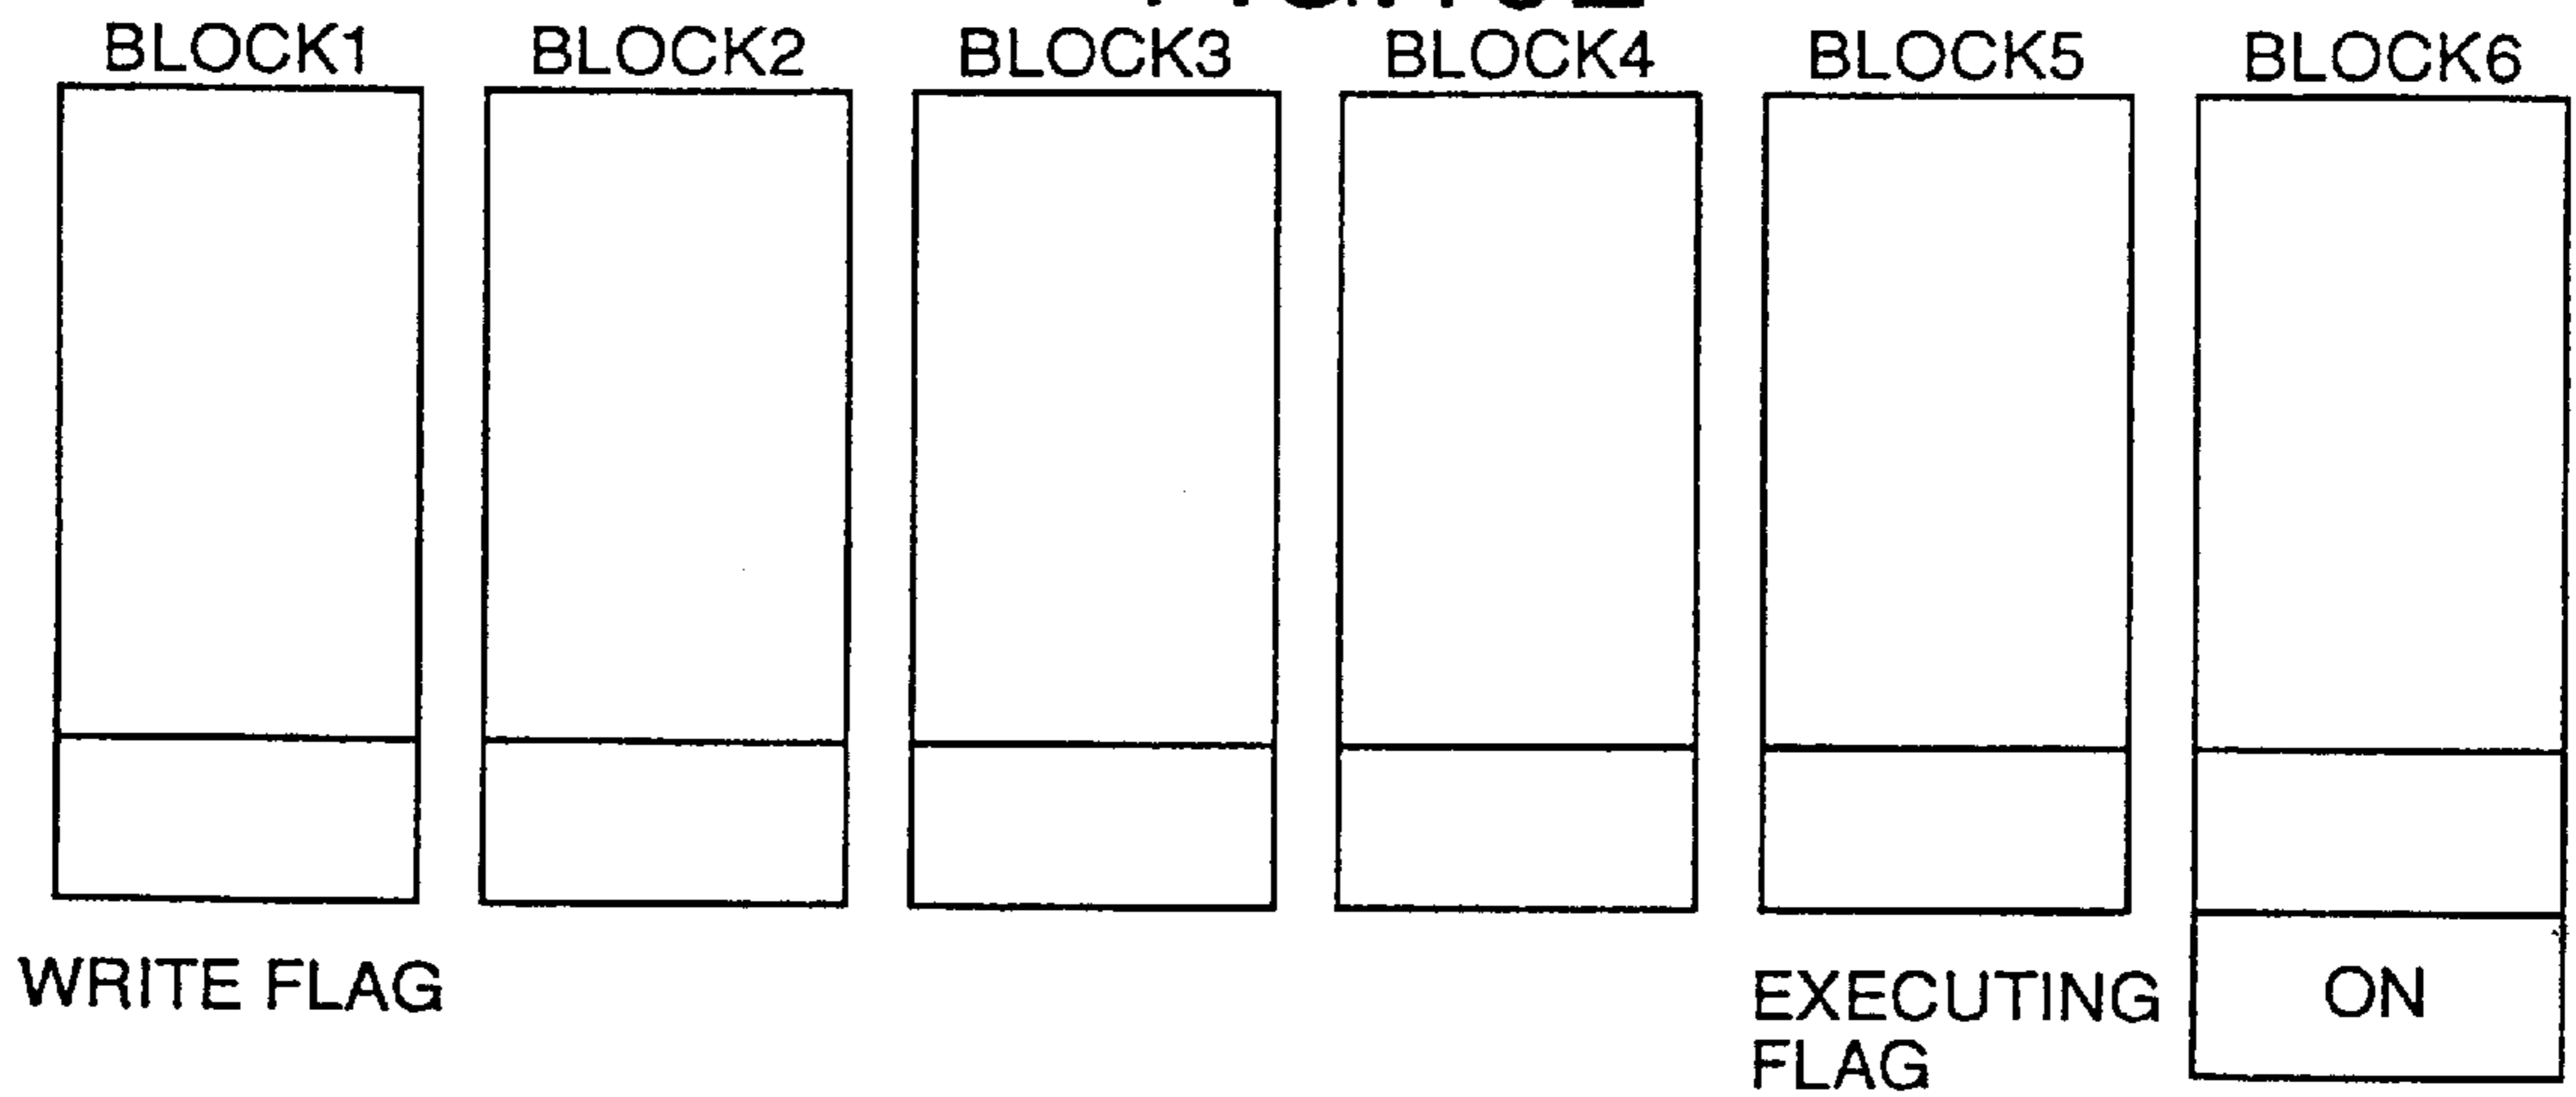 BLOCK1 BLOCK2 BLOCK3 BLOCK4 BLOCK5 BLOCK6
WRITE FLAG
EXECUTING
FLAG
ON